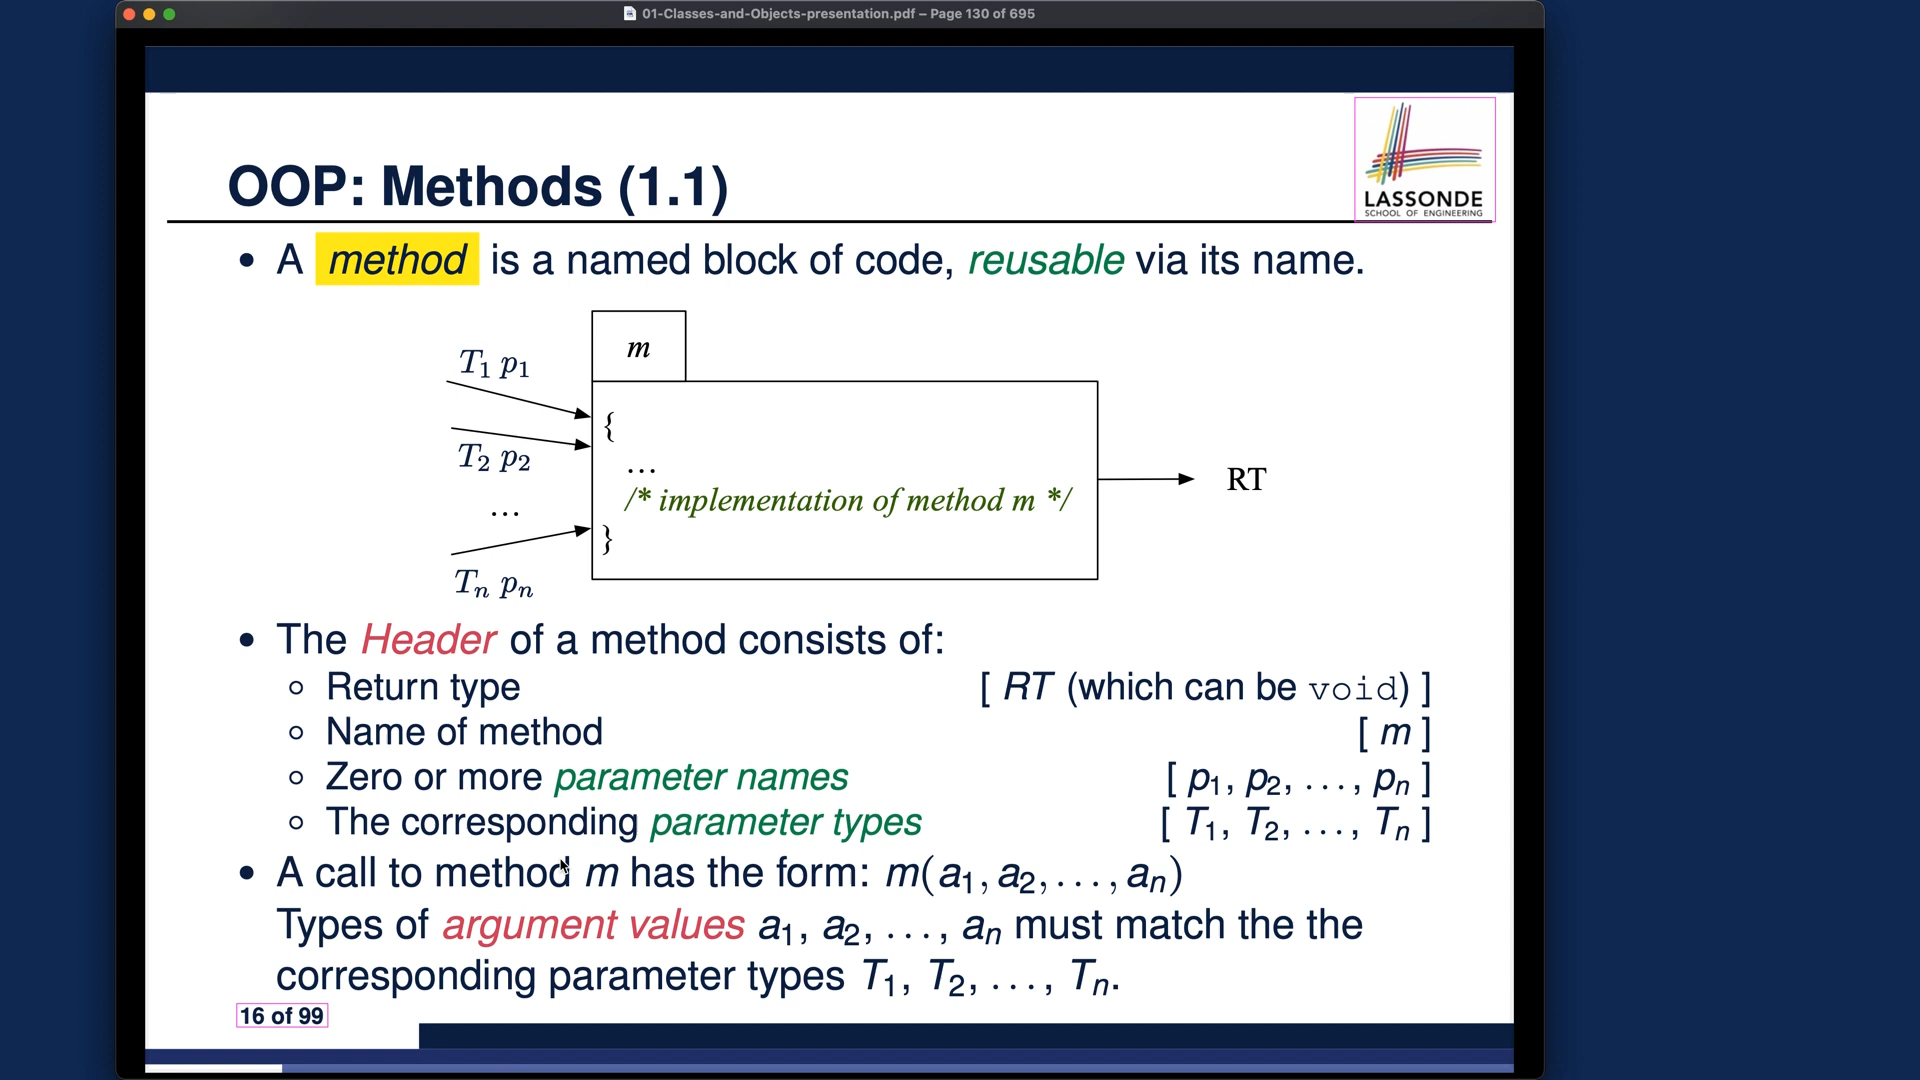 01-Classes-and-Objects-presentation.pdf – Page 130 of 695
LASSONDE
SCHOOL OF ENGINEERING
OOP: Methods (1.1)
• A method is a named block of code, reusable via its name.
m
T₁ p₁
{
T₂ p₂
...
/* implementation of method m */
RT
...
}
Tₙ pₙ
• The Header of a method consists of:
○ Return type [ RT (which can be void) ]
○ Name of method [ m ]
○ Zero or more parameter names [ p₁, p₂, ..., pₙ ]
○ The corresponding parameter types [ T₁, T₂, ..., Tₙ ]
• A call to method m has the form: m(a₁, a₂, ..., aₙ)
Types of argument values a₁, a₂, ..., aₙ must match the the
corresponding parameter types T₁, T₂, ..., Tₙ.
16 of 99